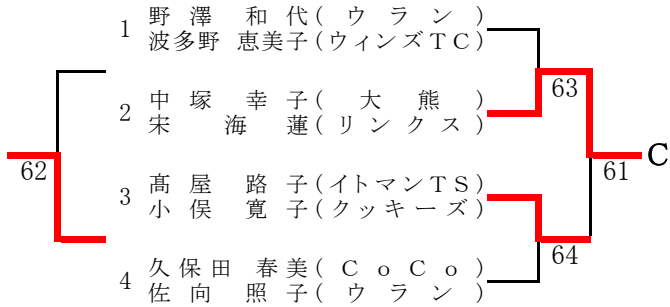 1 野澤 和代(ウラン)
波多野 恵美子(ウィンズTC)
63
2 中塚 幸子(大熊)
宋 海蓮(リンクス)
62
61 C
3 髙屋 路子(イトマンTS)
小俣 寛子(クッキーズ)
64
4 久保田 春美(CoCo)
佐向 照子(ウラン)